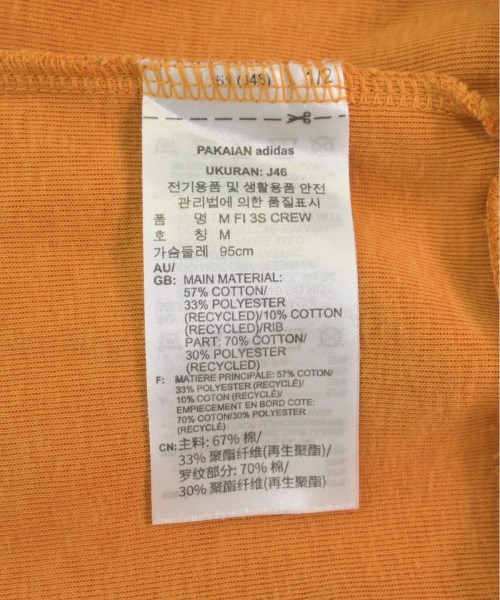 53 (J46) 1/2
PAKAIAN adidas
UKURAN: J46
전기용품 및 생활용품 안전
관리법에 의한 품질표시
품 명 M FI 3S CREW
호 칭 M
가슴둘레 95cm
AU/
GB: MAIN MATERIAL:
57% COTTON/
33% POLYESTER
(RECYCLED)/10% COTTON
(RECYCLED)/RIB
PART: 70% COTTON/
30% POLYESTER
(RECYCLED)
F: MATIERE PRINCIPALE: 57% COTON/
33% POLYESTER (RECYCLÉ)/
10% COTON (RECYCLÉ)/
EMPIECEMENT EN BORD COTE:
70% COTON/30% POLYESTER
(RECYCLÉ)
CN: 主料: 67% 棉/
33% 聚酯纤维(再生聚酯)/
罗纹部分: 70% 棉/
30% 聚酯纤维(再生聚酯)